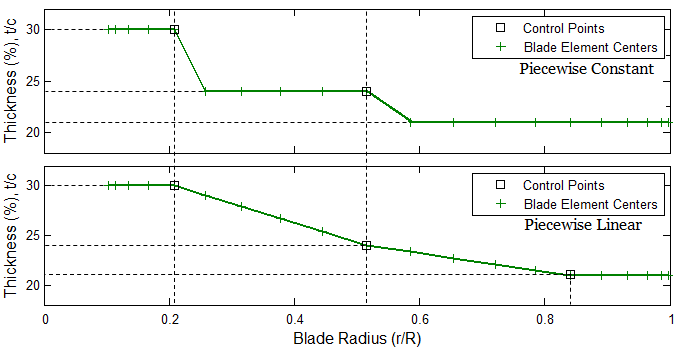 Thickness (%), t/c
30
25
20
Control Points
Blade Element Centers
Piecewise Constant
Thickness (%), t/c
30
25
20
Control Points
Blade Element Centers
Piecewise Linear
0
0.2
0.4
0.6
0.8
1
Blade Radius (r/R)